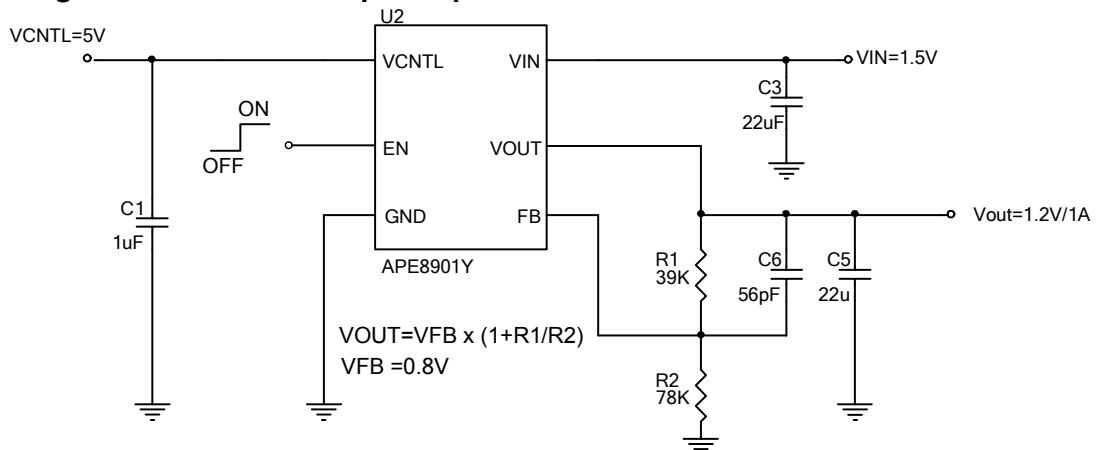 U2
VCNTL=5V
VCNTL
VIN
VIN=1.5V
C3
22uF
ON
OFF
EN
VOUT
C1
1uF
GND
FB
Vout=1.2V/1A
APE8901Y
R1
39K
C6
56pF
C5
22u
VOUT=VFB x (1+R1/R2)
VFB =0.8V
R2
78K